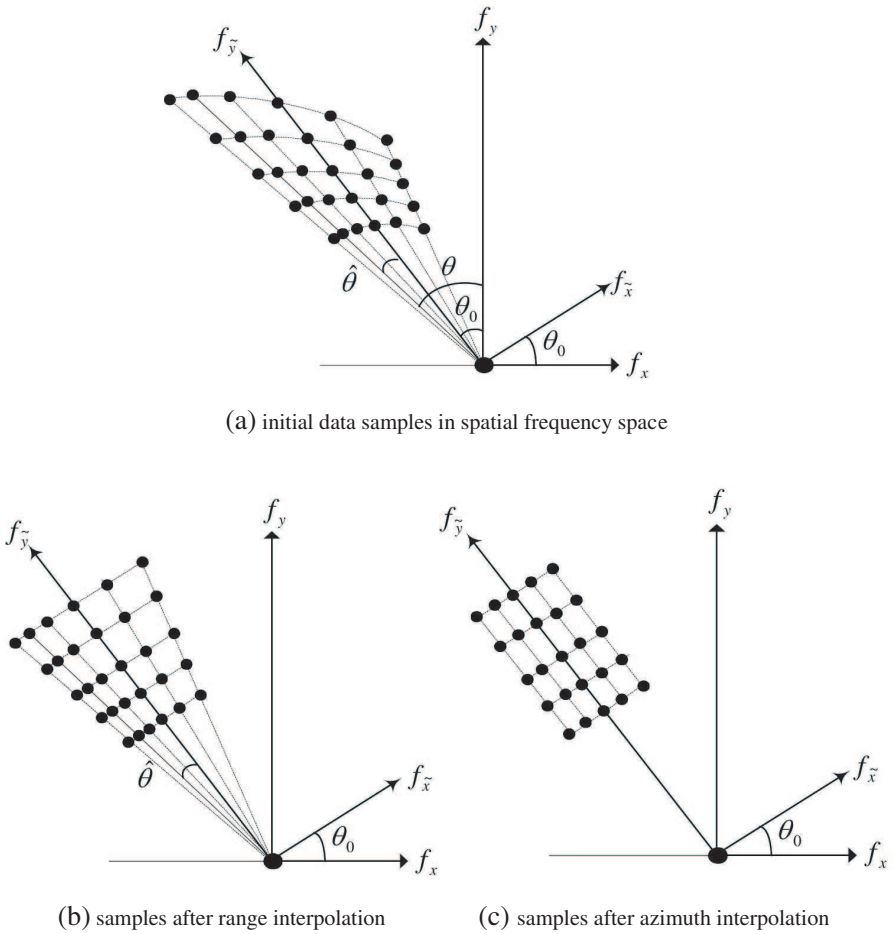 f_y
f_ỹ
θ
θ̂
θ_0
f_x̃
θ_0
f_x
(a) initial data samples in spatial frequency space
f_y
f_ỹ
f_y
f_ỹ
θ̂
f_x̃
θ_0
f_x
f_x̃
θ_0
f_x
(b) samples after range interpolation
(c) samples after azimuth interpolation